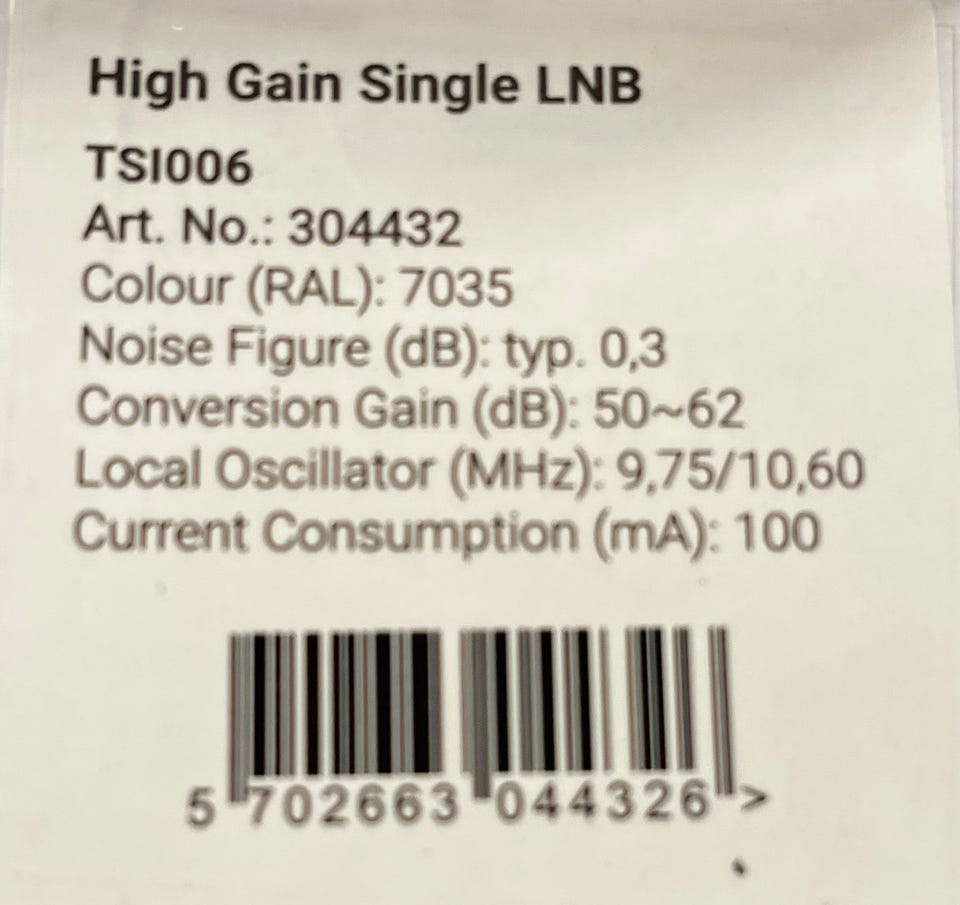 High Gain Single LNB
TSI006
Art. No.: 304432
Colour (RAL): 7035
Noise Figure (dB): typ. 0,3
Conversion Gain (dB): 50~62
Local Oscillator (MHz): 9,75/10,60
Current Consumption (mA): 100
5 702663 044326 >